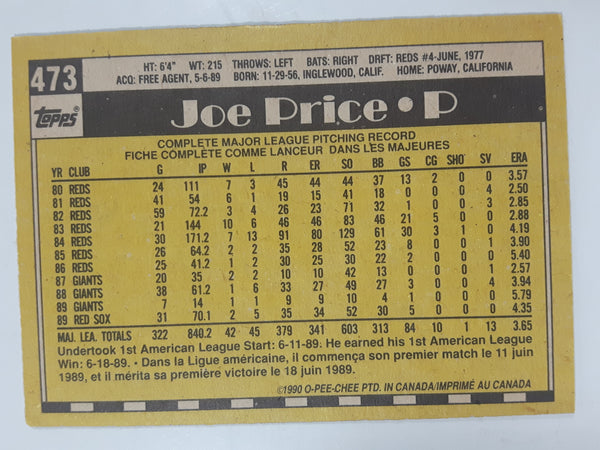 473
HT: 6'4" WT: 215 THROWS: LEFT BATS: RIGHT DRFT: REDS #4-JUNE, 1977
ACQ: FREE AGENT, 5-6-89 BORN: 11-29-56, INGLEWOOD, CALIF. HOME: POWAY, CALIFORNIA
Topps®
Joe Price • P
COMPLETE MAJOR LEAGUE PITCHING RECORD
FICHE COMPLÈTE COMME LANCEUR DANS LES MAJEURES
YR CLUB G IP W L R ER SO BB GS CG SHO SV ERA
80 REDS 24 111 7 3 45 44 44 37 13 2 0 0 3.57
81 REDS 41 54 6 1 19 15 41 18 0 0 0 4 2.50
82 REDS 59 72.2 3 4 26 23 71 32 1 0 0 3 2.85
83 REDS 21 144 10 6 46 46 83 46 21 5 0 0 2.88
84 REDS 30 171.2 7 13 91 80 129 61 30 3 1 0 4.19
85 REDS 26 64.2 2 2 35 28 52 23 8 0 0 1 3.90
86 REDS 25 41.2 1 2 30 25 30 22 2 0 0 0 5.40
87 GIANTS 20 35 2 2 10 10 42 13 0 0 0 1 2.57
88 GIANTS 38 61.2 1 6 33 27 49 27 3 0 0 4 3.94
89 GIANTS 7 14 1 1 9 9 10 4 1 0 0 0 5.79
89 RED SOX 31 70.1 2 5 35 34 52 30 5 0 0 0 4.35
MAJ. LEA. TOTALS 322 840.2 42 45 379 341 603 313 84 10 1 13 3.65
Undertook 1st American League Start: 6-11-89. He earned his 1st American League
Win: 6-18-89. • Dans la Ligue américaine, il commença son premier match le 11 juin
1989, et il mérita sa première victoire le 18 juin 1989.
©1990 O-PEE-CHEE PTD. IN CANADA/IMPRIMÉ AU CANADA